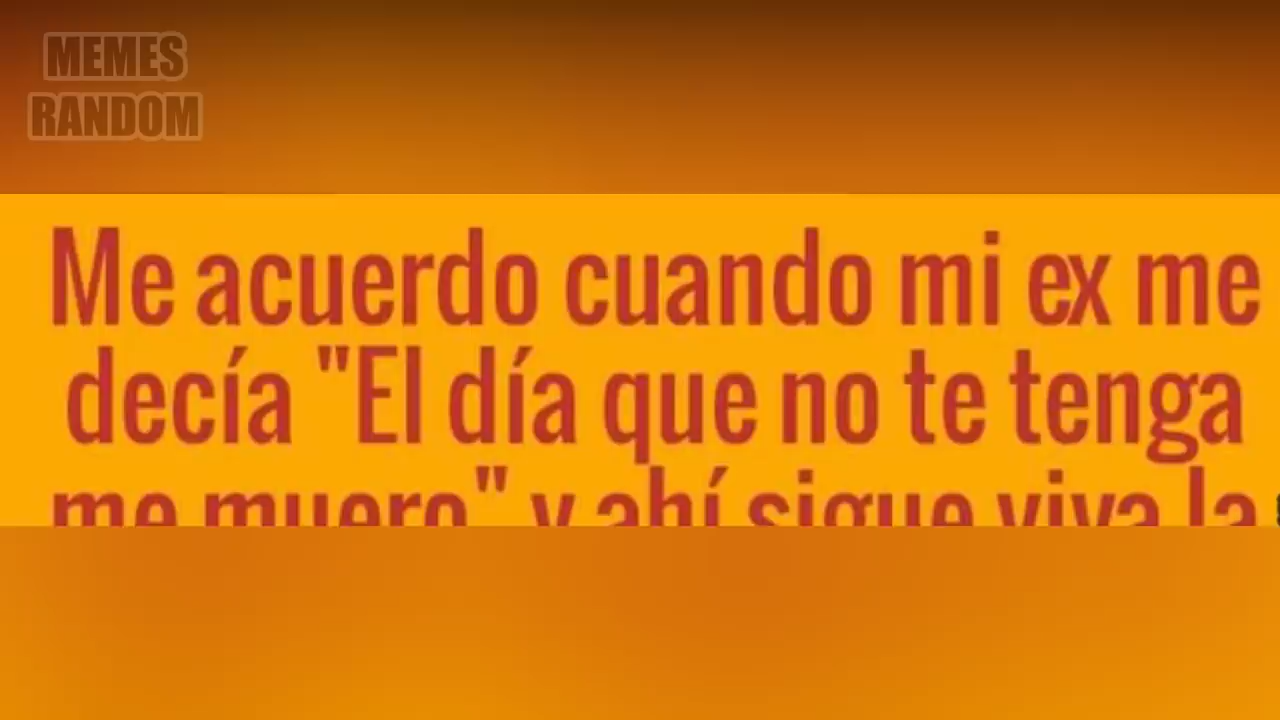 MEMES
RANDOM
Me acuerdo cuando mi ex me
decía "El día que no te tenga
me muero" y ahí sigue viva la